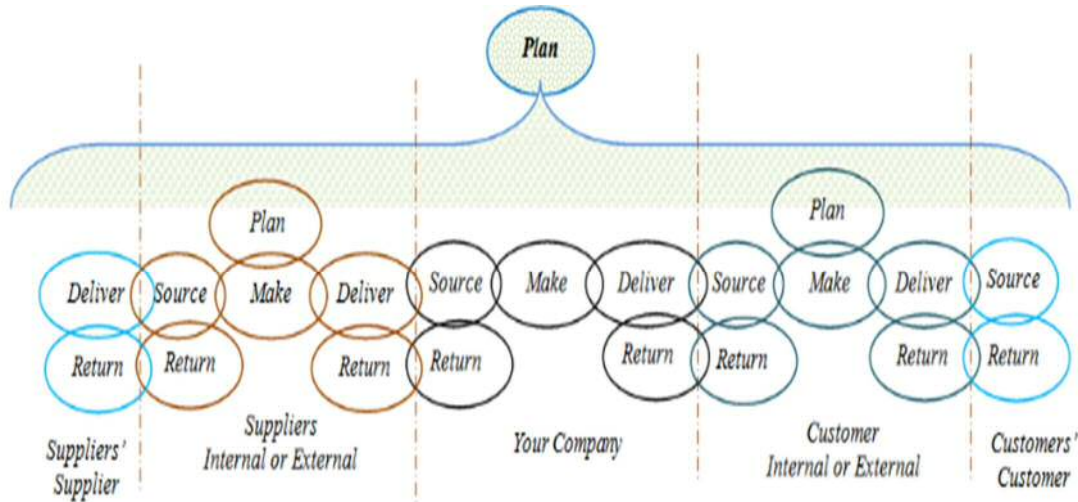 Plan
Plan
Plan
Deliver
Source
Make
Deliver
Source
Make
Deliver
Source
Make
Deliver
Source
Return
Return
Return
Return
Return
Return
Return
Return
Suppliers'
Supplier
Suppliers
Internal or External
Your Company
Customer
Internal or External
Customers'
Customer